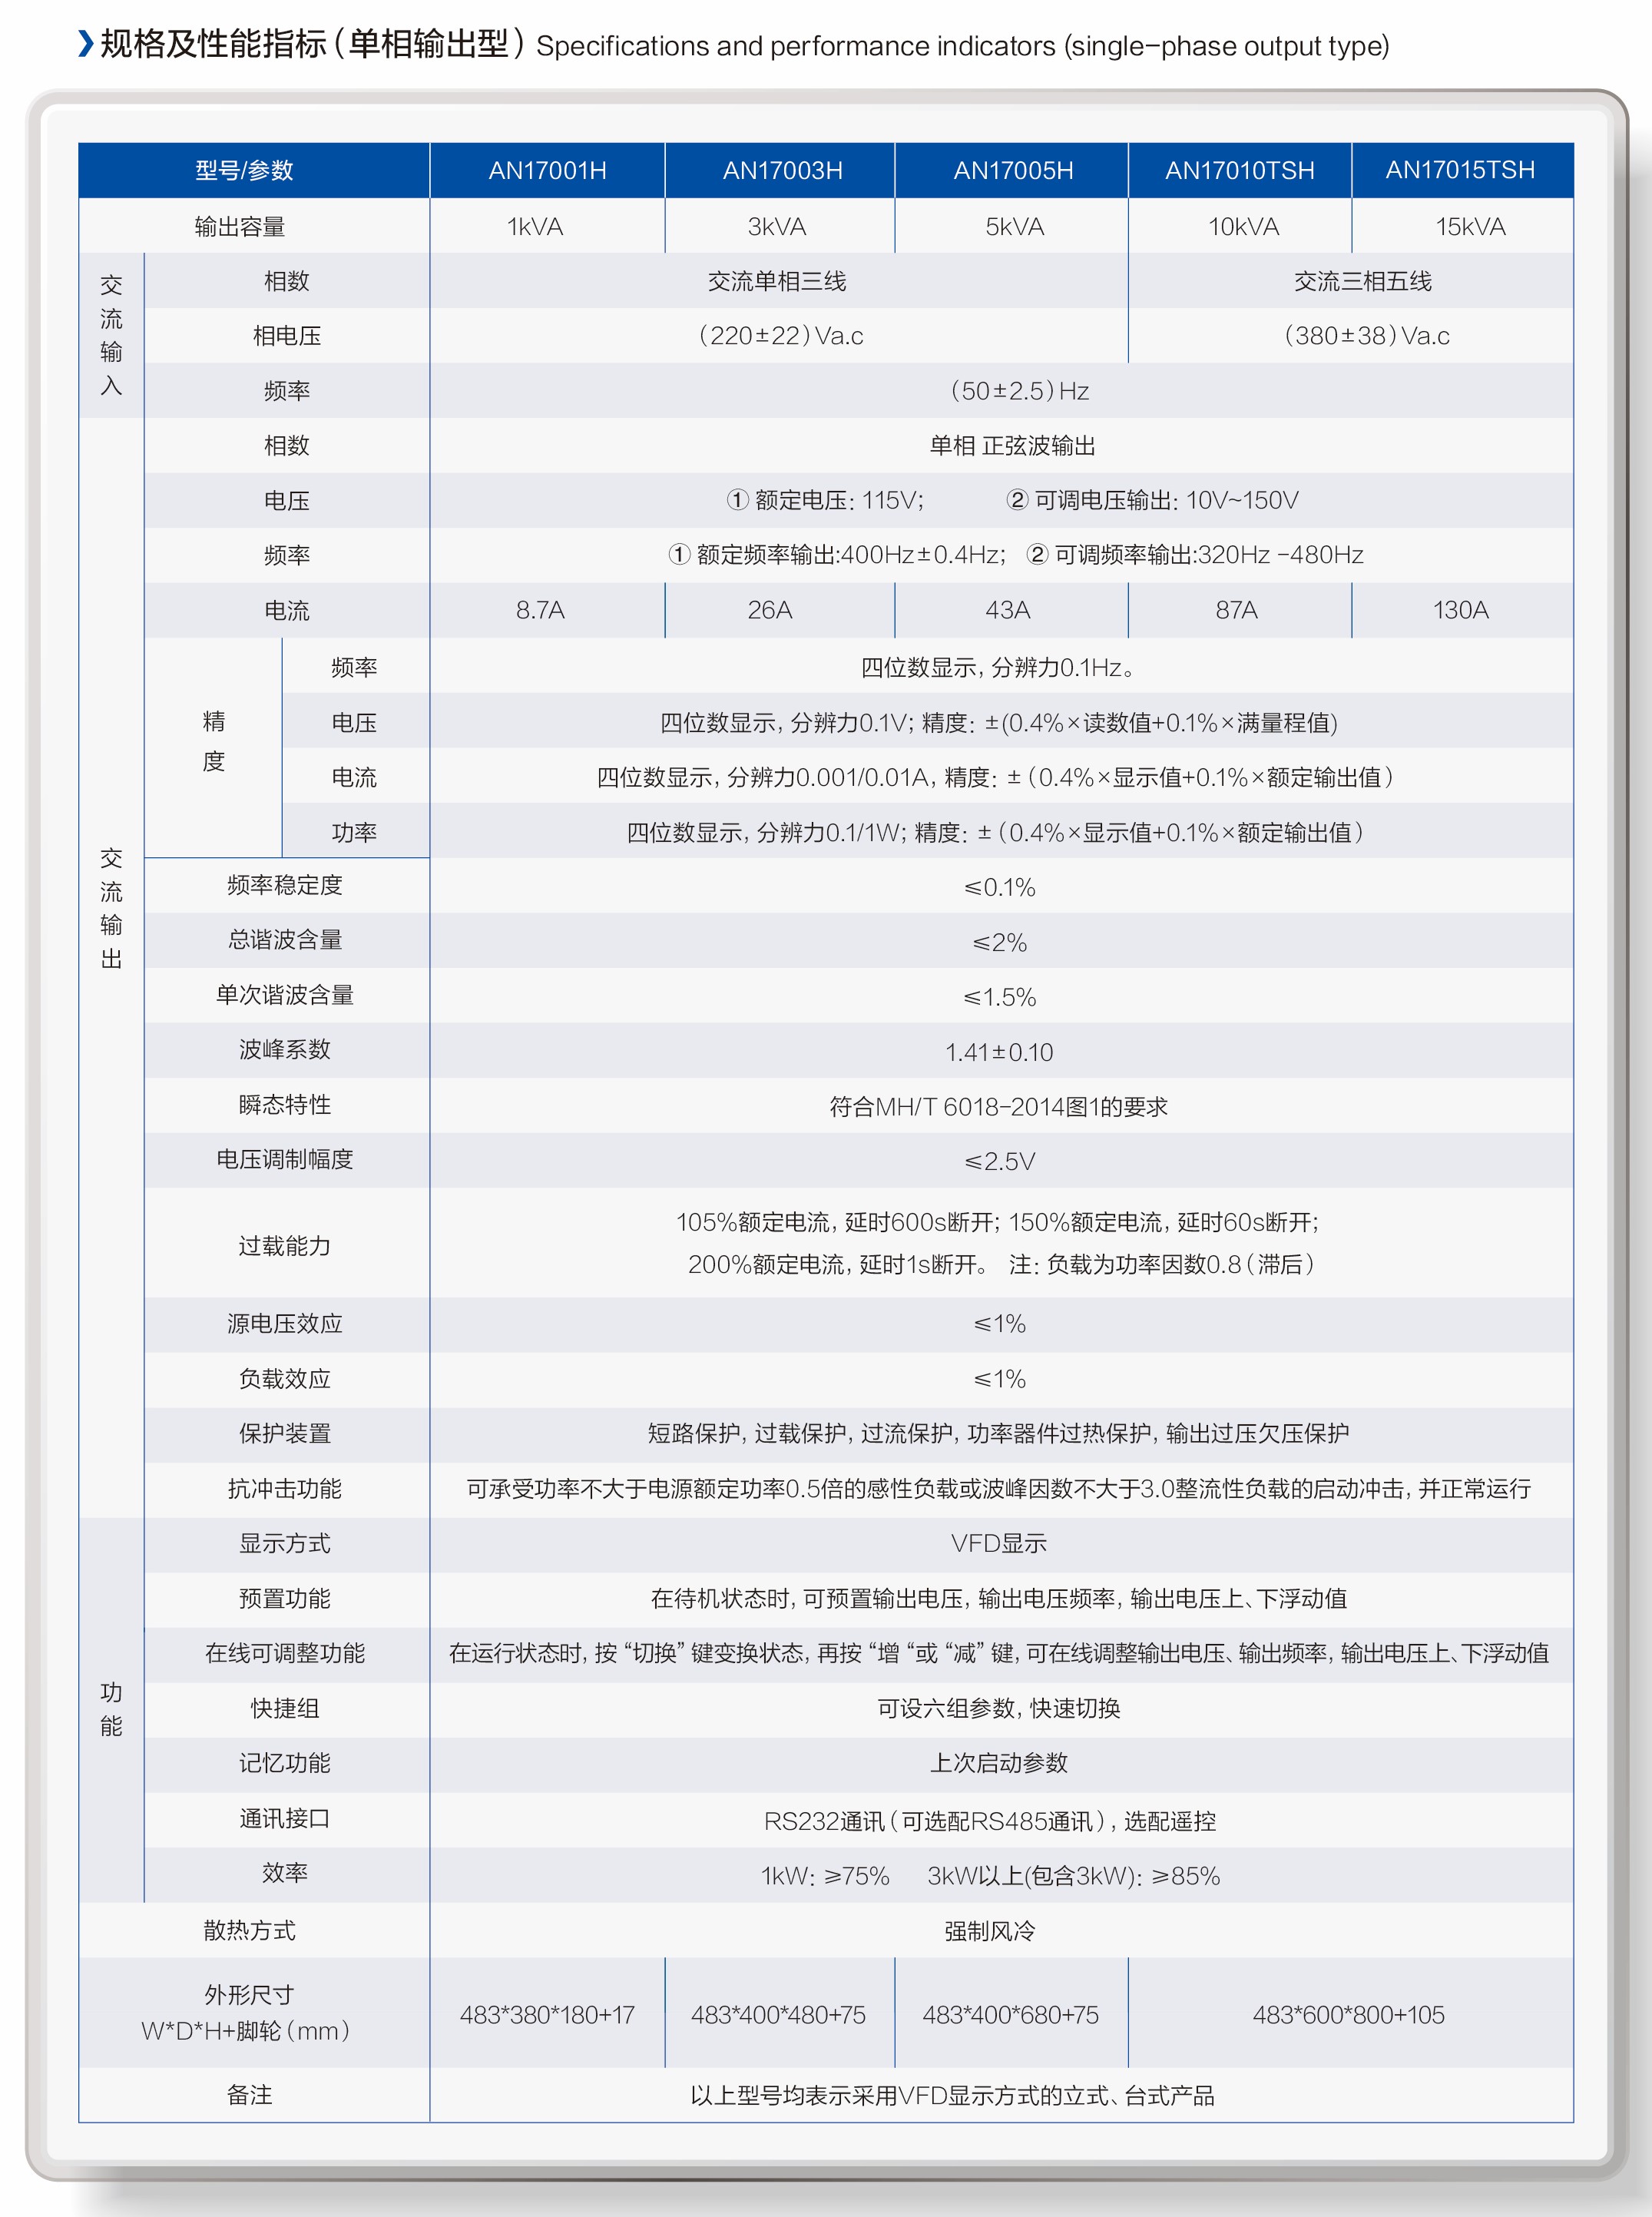 规格及性能指标（单相输出型） Specifications and performance indicators (single-phase output type)
型号/参数 AN17001H AN17003H AN17005H AN17010TSH AN17015TSH
输出容量 1kVA 3kVA 5kVA 10kVA 15kVA
交流输入
相数 交流单相三线 交流三相五线
相电压 （220±22）Va.c （380±38）Va.c
频率 （50±2.5）Hz
交流输出
相数 单相 正弦波输出
电压 ① 额定电压：115V； ② 可调电压输出：10V~150V
频率 ① 额定频率输出:400Hz±0.4Hz； ② 可调频率输出:320Hz -480Hz
电流 8.7A 26A 43A 87A 130A
精度
频率 四位数显示，分辨力0.1Hz。
电压 四位数显示，分辨力0.1V；精度：±(0.4%×读数值+0.1%×满量程值)
电流 四位数显示，分辨力0.001/0.01A，精度：±（0.4%×显示值+0.1%×额定输出值）
功率 四位数显示，分辨力0.1/1W；精度：±（0.4%×显示值+0.1%×额定输出值）
频率稳定度 ≤0.1%
总谐波含量 ≤2%
单次谐波含量 ≤1.5%
波峰系数 1.41±0.10
瞬态特性 符合MH/T 6018-2014图1的要求
电压调制幅度 ≤2.5V
过载能力 105%额定电流，延时600s断开；150%额定电流，延时60s断开；
200%额定电流，延时1s断开。 注：负载为功率因数0.8（滞后）
源电压效应 ≤1%
负载效应 ≤1%
保护装置 短路保护，过载保护，过流保护，功率器件过热保护，输出过压欠压保护
抗冲击功能 可承受功率不大于电源额定功率0.5倍的感性负载或波峰因数不大于3.0整流性负载的启动冲击，并正常运行
功能
显示方式 VFD显示
预置功能 在待机状态时，可预置输出电压，输出电压频率，输出电压上、下浮动值
在线可调整功能 在运行状态时，按 “切换” 键变换状态，再按 “增 “或 “减” 键，可在线调整输出电压、输出频率，输出电压上、下浮动值
快捷组 可设六组参数，快速切换
记忆功能 上次启动参数
通讯接口 RS232通讯（可选配RS485通讯），选配遥控
效率 1kW：≥75% 3kW以上(包含3kW)：≥85%
散热方式 强制风冷
外形尺寸
W*D*H+脚轮（mm） 483*380*180+17 483*400*480+75 483*400*680+75 483*600*800+105
备注 以上型号均表示采用VFD显示方式的立式、台式产品